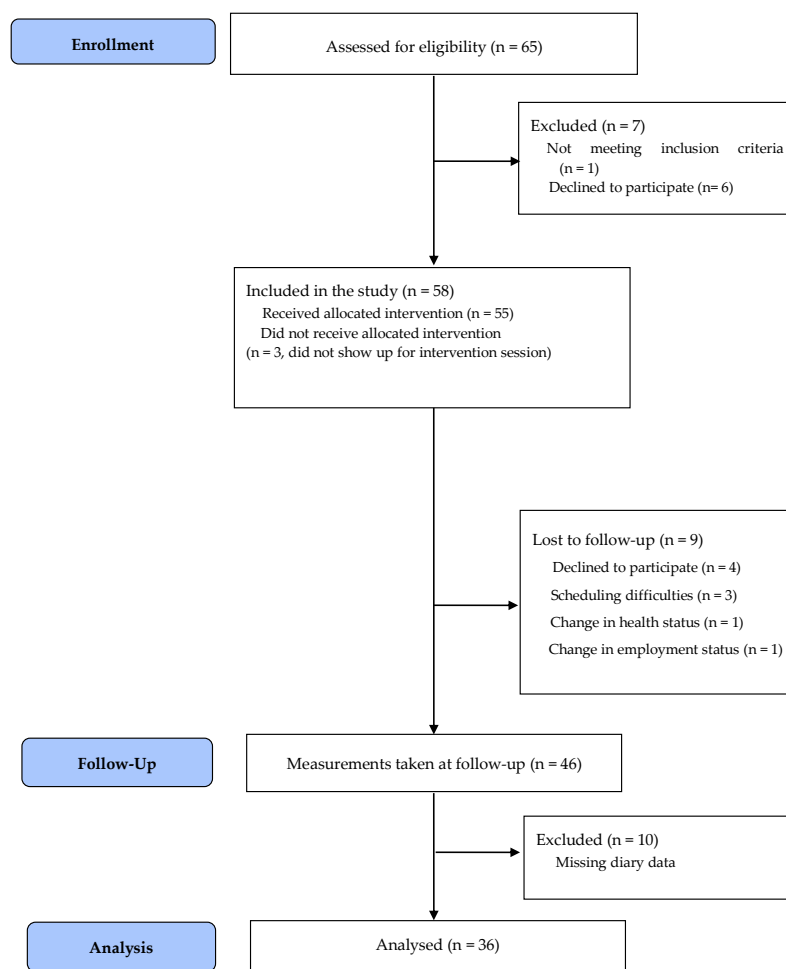 Enrollment
Assessed for eligibility (n = 65)
Excluded (n = 7)
Not meeting inclusion criteria
(n = 1)
Declined to participate (n= 6)
Included in the study (n = 58)
Received allocated intervention (n = 55)
Did not receive allocated intervention
(n = 3, did not show up for intervention session)
Lost to follow-up (n = 9)
Declined to participate (n = 4)
Scheduling difficulties (n = 3)
Change in health status (n = 1)
Change in employment status (n = 1)
Follow-Up
Measurements taken at follow-up (n = 46)
Excluded (n = 10)
Missing diary data
Analysis
Analysed (n = 36)